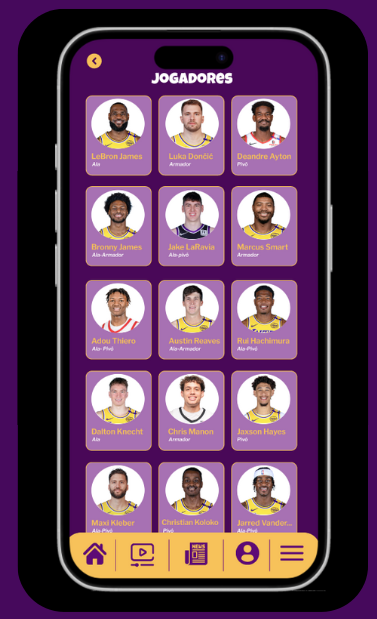 JOGADORES
LeBron James
Ala
Luka Dončić
Armador
Deandre Ayton
Pivô
Bronny James
Ala-Armador
Jake LaRavia
Ala-pivô
Marcus Smart
Armador
Adou Thiero
Ala- Pivô
Austin Reaves
Ala-Armador
Rui Hachimura
Ala-Pivô
Dalton Knecht
Ala
Chris Manon
Armador
Jaxson Hayes
Pivô
Maxi Kleber
Ala-Pivô
Christian Koloko
Pivô
Jarred Vander...
Ala-Pivô
NEWS